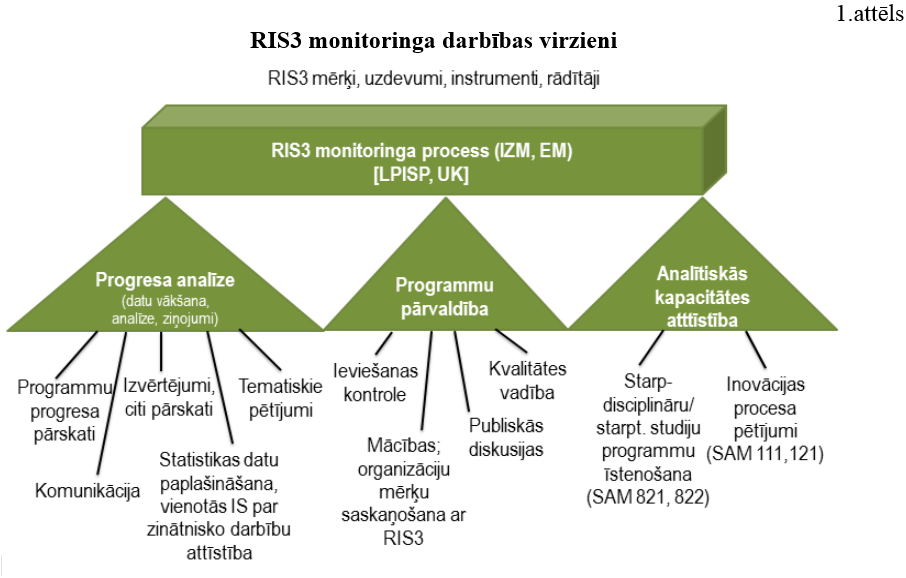 1.attēls
RIS3 monitoringa darbības virzieni
RIS3 mērķi, uzdevumi, instrumenti, rādītāji
RIS3 monitoringa process (IZM, EM)
[LPISP, UK]
Progresa analīze
(datu vākšana,
analīze, ziņojumi)
Programmu
pārvaldība
Analītiskās
kapacitātes
atttīstība
Programmu
progresa
pārskati
Komunikācija
Izvērtējumi,
citi pārskati
Statistikas datu
paplašināšana,
vienotās IS par
zinātnisko darbību
attīstība
Tematiskie
pētījumi
Ieviešanas
kontrole
Mācības;
organizāciju
mērķu
saskaņošana ar
RIS3
Publiskās
diskusijas
Kvalitātes
vadība
Starp-
disciplināru/
starpt. studiju
programmu
īstenošana
(SAM 821, 822)
Inovācijas
procesa
pētījumi
(SAM 111,121)